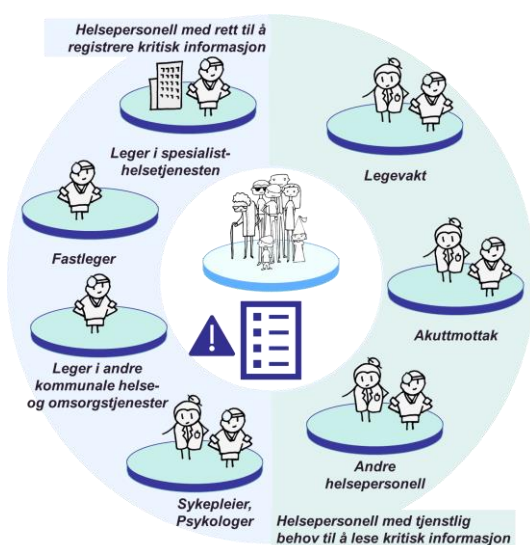 Helsepersonell med rett til å
registrere kritisk informasjon
Leger i spesialist-
helsetjenesten
Fastleger
Leger i andre
kommunale helse-
og omsorgstjenester
Sykepleier,
Psykologer
Legevakt
Akuttmottak
Andre
helsepersonell
Helsepersonell med tjenstlig
behov til å lese kritisk informasjon